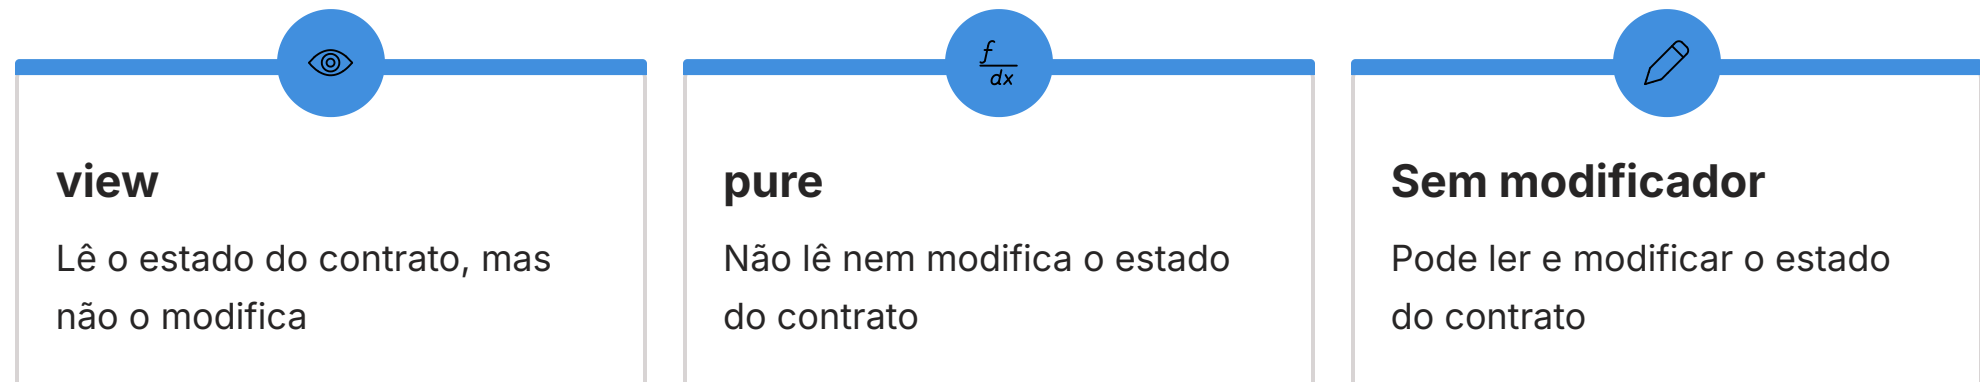 f
dx
view
Lê o estado do contrato, mas
não o modifica
pure
Não lê nem modifica o estado
do contrato
Sem modificador
Pode ler e modificar o estado
do contrato